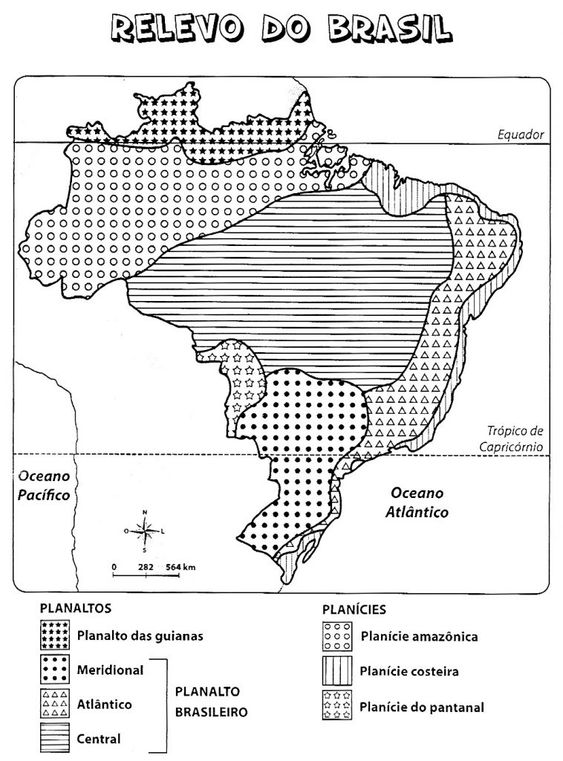 RELEVO DO BRASIL
Equador
Trópico de
Capricórnio
Oceano
Pacífico
Oceano
Atlântico
N
O L
S
0 282 564 km
PLANALTOS
Planalto das guianas
Meridional
Atlântico
Central
PLANALTO
BRASILEIRO
PLANÍCIES
Planície amazônica
Planície costeira
Planície do pantanal